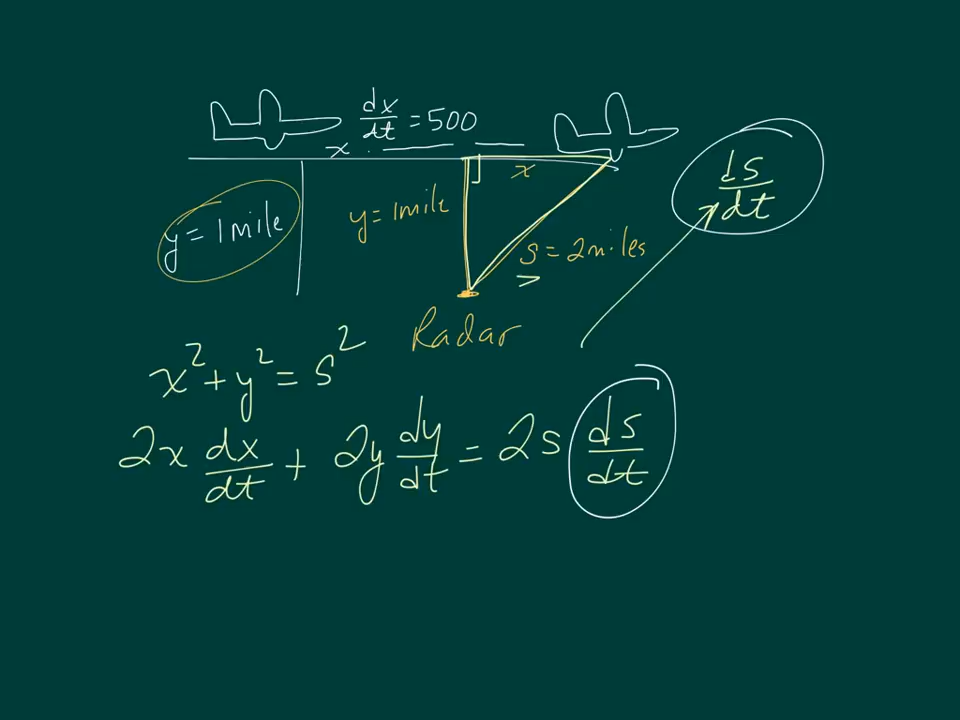 dx/dt = 500
x
ds/dt
y = 1 mile
y = 1 mile
x
s = 2 miles
Radar
x² + y² = s²
2x dx/dt + 2y dy/dt = 2s ds/dt